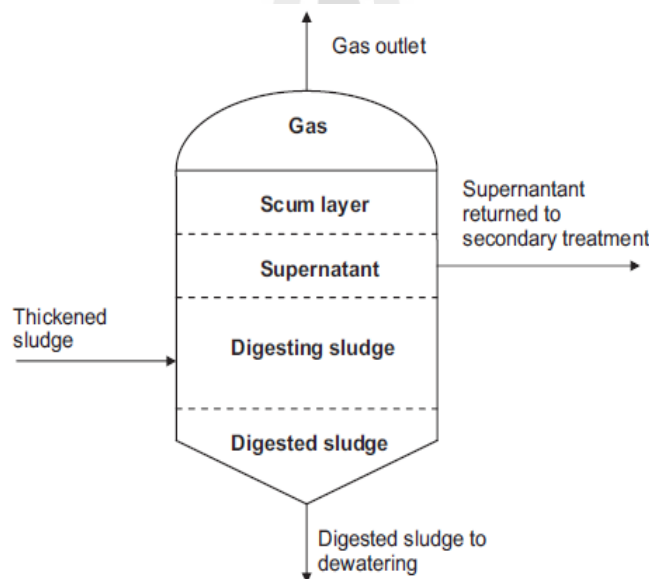 Gas outlet
Gas
Scum layer
Supernantant
returned to
secondary treatment
Supernatant
Thickened
sludge
Digesting sludge
Digested sludge
Digested sludge to
dewatering